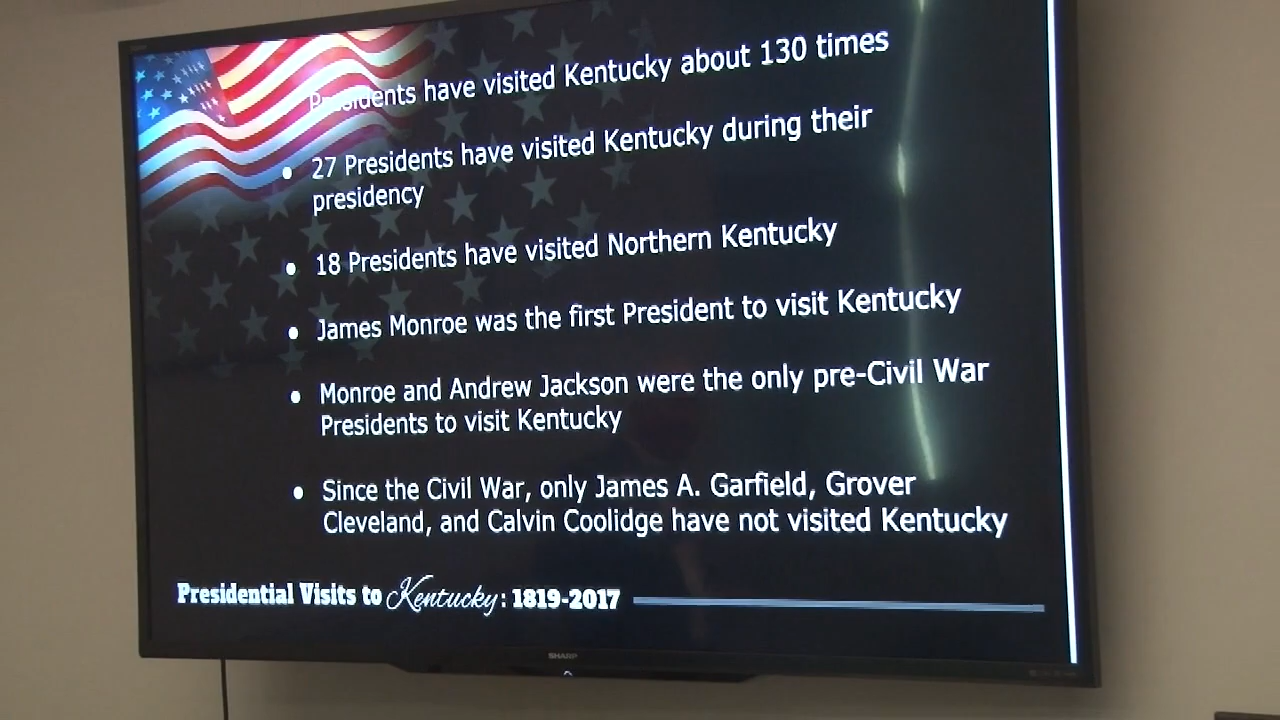 Presidents have visited Kentucky about 130 times
• 27 Presidents have visited Kentucky during their
presidency
• 18 Presidents have visited Northern Kentucky
• James Monroe was the first President to visit Kentucky
• Monroe and Andrew Jackson were the only pre-Civil War
Presidents to visit Kentucky
• Since the Civil War, only James A. Garfield, Grover
Cleveland, and Calvin Coolidge have not visited Kentucky
Presidential Visits to Kentucky: 1819-2017
SHARP